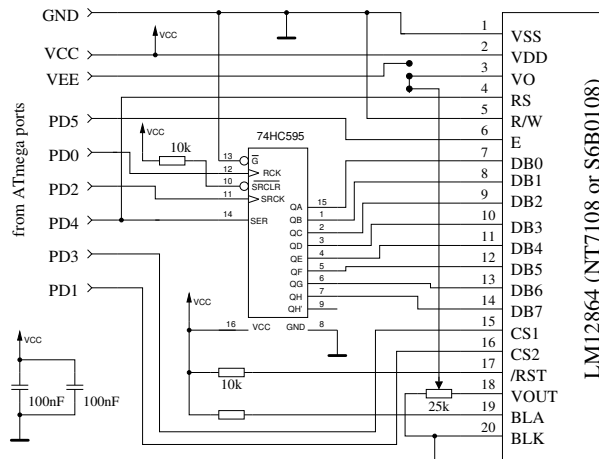 GND
VCC
VEE
PD5
PD0
PD2
PD4
PD3
PD1
from ATmega ports
VCC
VCC
10k
74HC595
13
G
12
RCK
10
SRCLR
11
SRCK
14
SER
QA
15
QB
1
QC
2
QD
3
QE
4
QF
5
QG
6
QH
7
QH'
9
16
VCC
GND
8
VCC
10k
VCC
100nF
100nF
25k
1
VSS
2
VDD
3
VO
4
RS
5
R/W
6
E
7
DB0
8
DB1
9
DB2
10
DB3
11
DB4
12
DB5
13
DB6
14
DB7
15
CS1
16
CS2
17
/RST
18
VOUT
19
BLA
20
BLK
LM12864 (NT7108 or S6B0108)